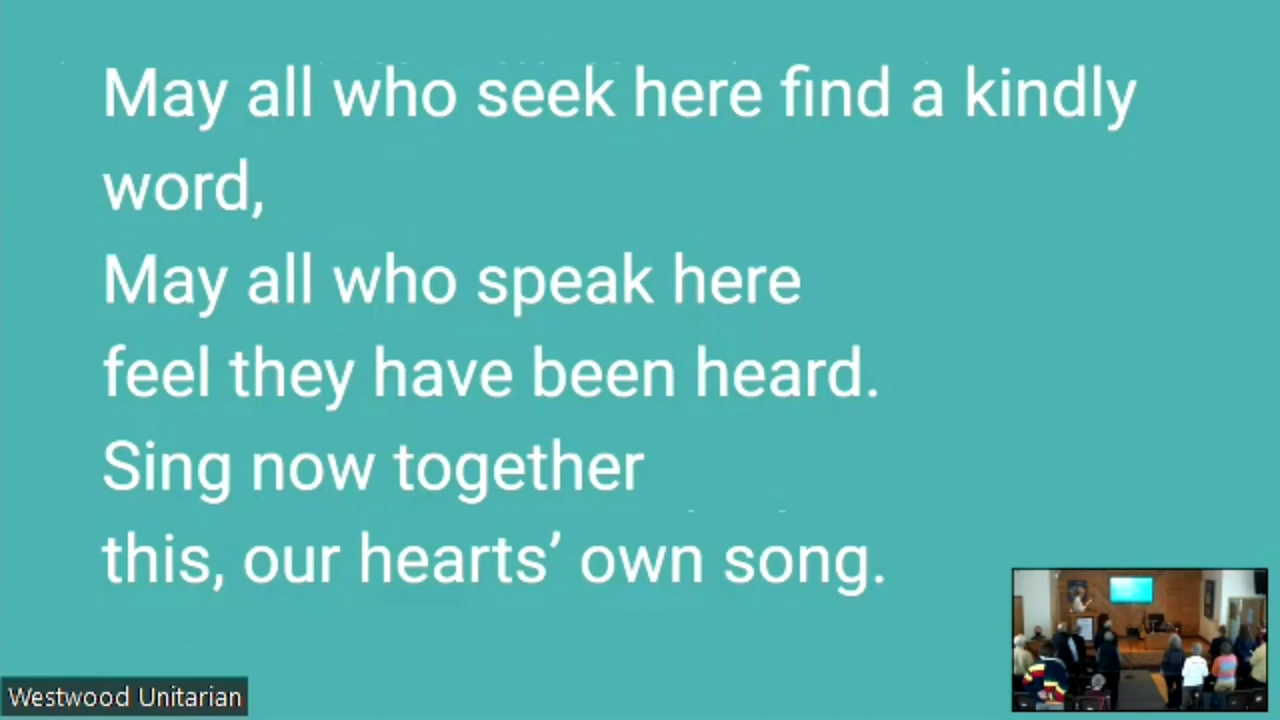 May all who seek here find a kindly
word,
May all who speak here
feel they have been heard.
Sing now together
this, our hearts’ own song.
Westwood Unitarian